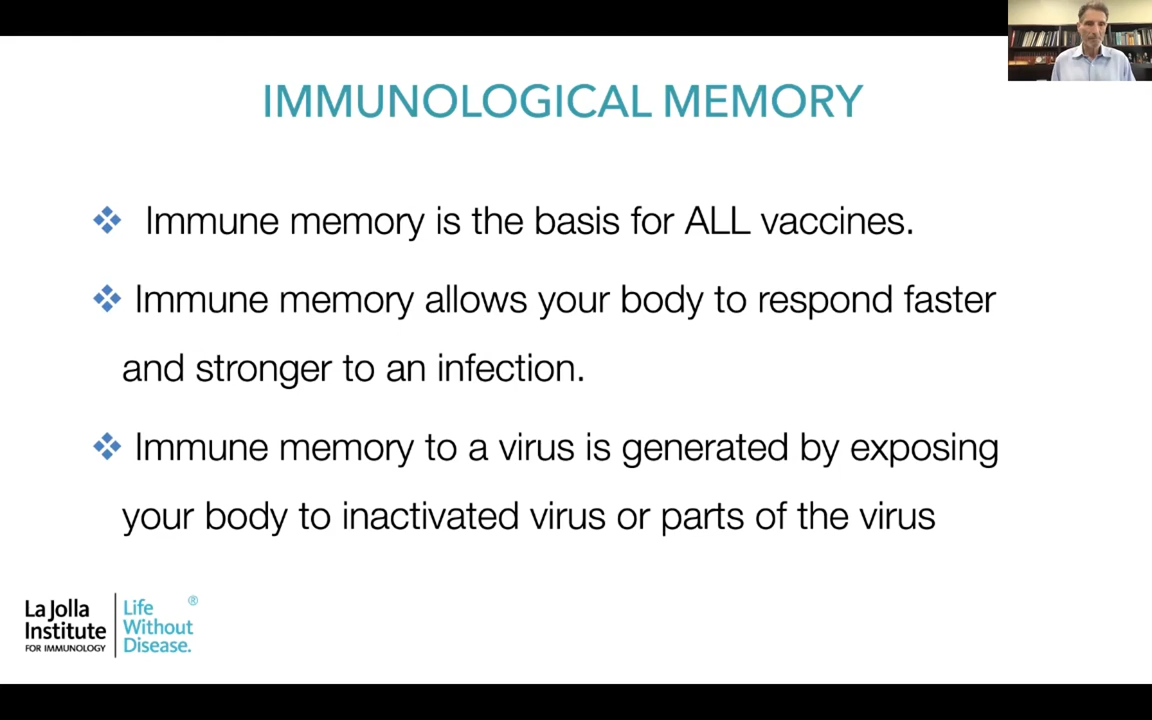 IMMUNOLOGICAL MEMORY
Immune memory is the basis for ALL vaccines.
Immune memory allows your body to respond faster
and stronger to an infection.
Immune memory to a virus is generated by exposing
your body to inactivated virus or parts of the virus
La Jolla
Institute
FOR IMMUNOLOGY
Life ®
Without
Disease.